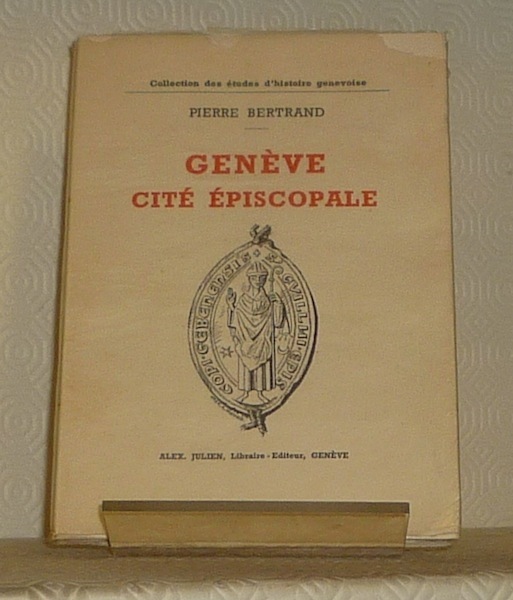 Collection des études d'histoire genevoise
PIERRE BERTRAND
GENÈVE
CITÉ ÉPISCOPALE
ALEX. JULIEN, Libraire-Editeur, GENÈVE